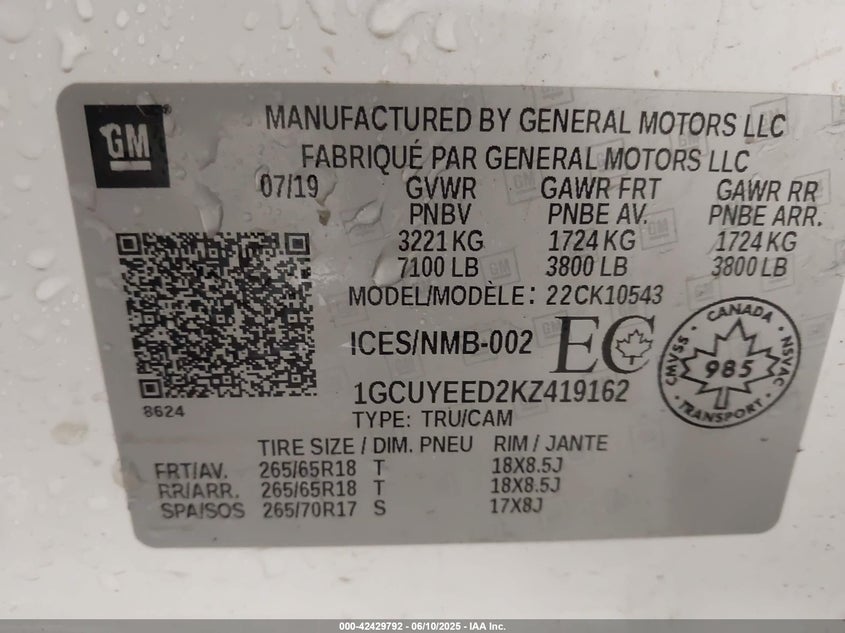 GM
MANUFACTURED BY GENERAL MOTORS LLC
FABRIQUÉ PAR GENERAL MOTORS LLC
07/19 GVWR GAWR FRT GAWR RR
PNBV PNBE AV. PNBE ARR.
3221 KG 1724 KG 1724 KG
7100 LB 3800 LB 3800 LB
MODEL/MODÈLE: 22CK10543
ICES/NMB-002 EC
CANADA
CMVSS 985 NSVAC
TRANSPORT
8624
1GCUYEED2KZ419162
TYPE: TRU/CAM
TIRE SIZE / DIM. PNEU RIM / JANTE
FRT/AV. 265/65R18 T 18X8.5J
RR/ARR. 265/65R18 T 18X8.5J
SPA/SOS 265/70R17 S 17X8J
000-42429792 - 06/10/2025 - IAA Inc.